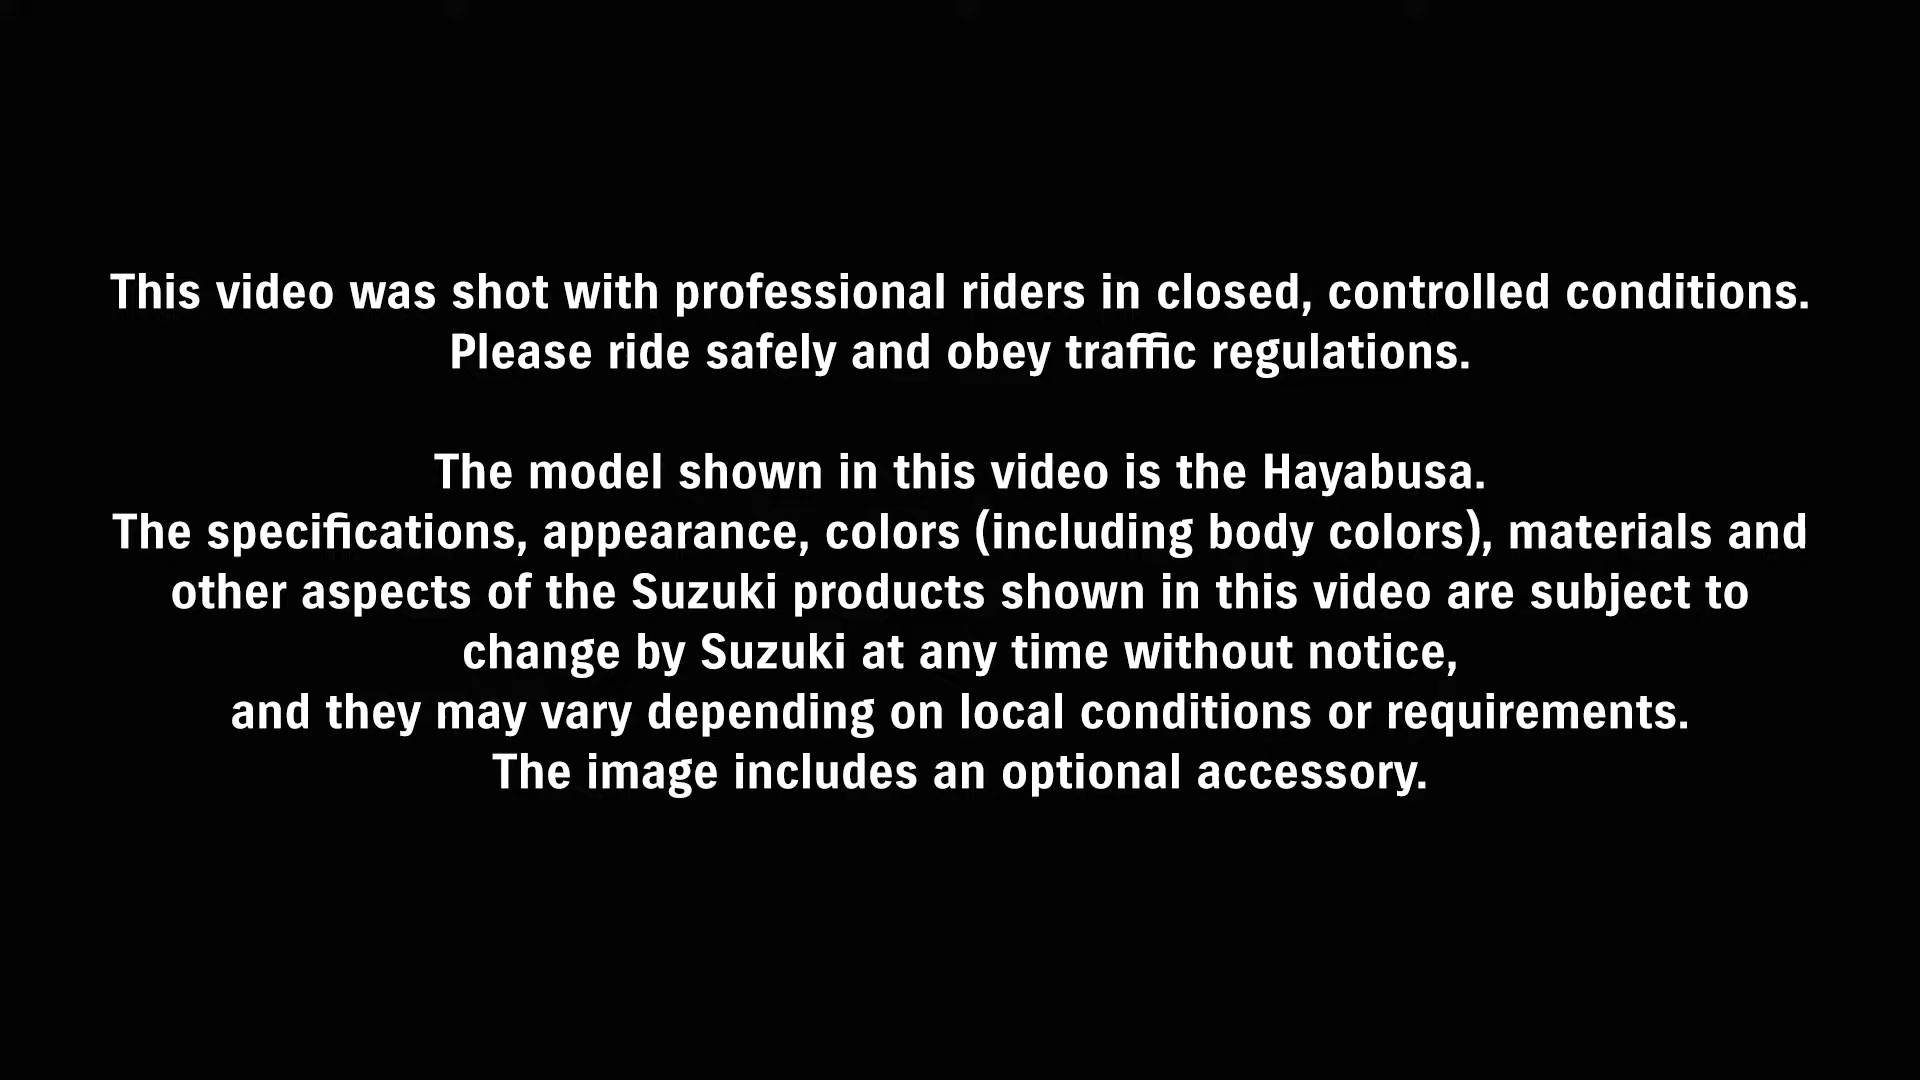 This video was shot with professional riders in closed, controlled conditions.
Please ride safely and obey traffic regulations.
The model shown in this video is the Hayabusa.
The specifications, appearance, colors (including body colors), materials and
other aspects of the Suzuki products shown in this video are subject to
change by Suzuki at any time without notice,
and they may vary depending on local conditions or requirements.
The image includes an optional accessory.